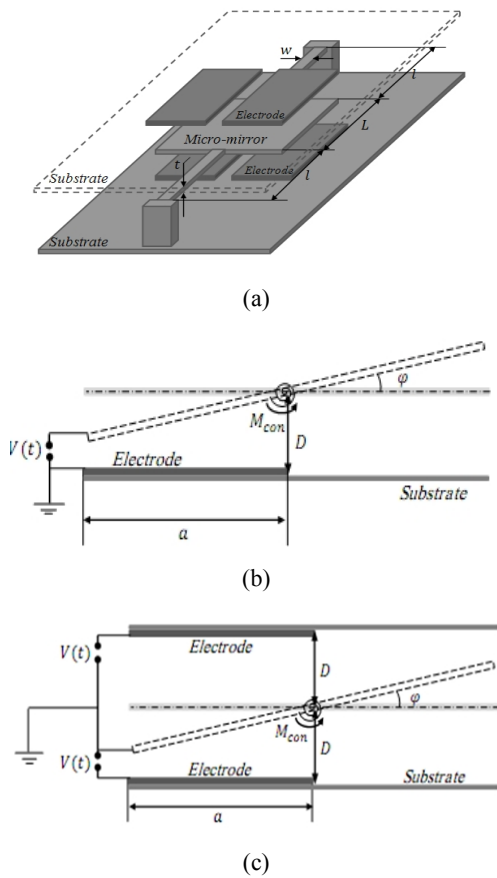 w
l
Electrode
L
Micro-mirror
t
Electrode
l
Substrate
Substrate
(a)
φ
M_con
V(t)
D
Electrode
Substrate
a
(b)
V(t)
Electrode
D
φ
M_con
V(t)
D
Electrode
Substrate
a
(c)